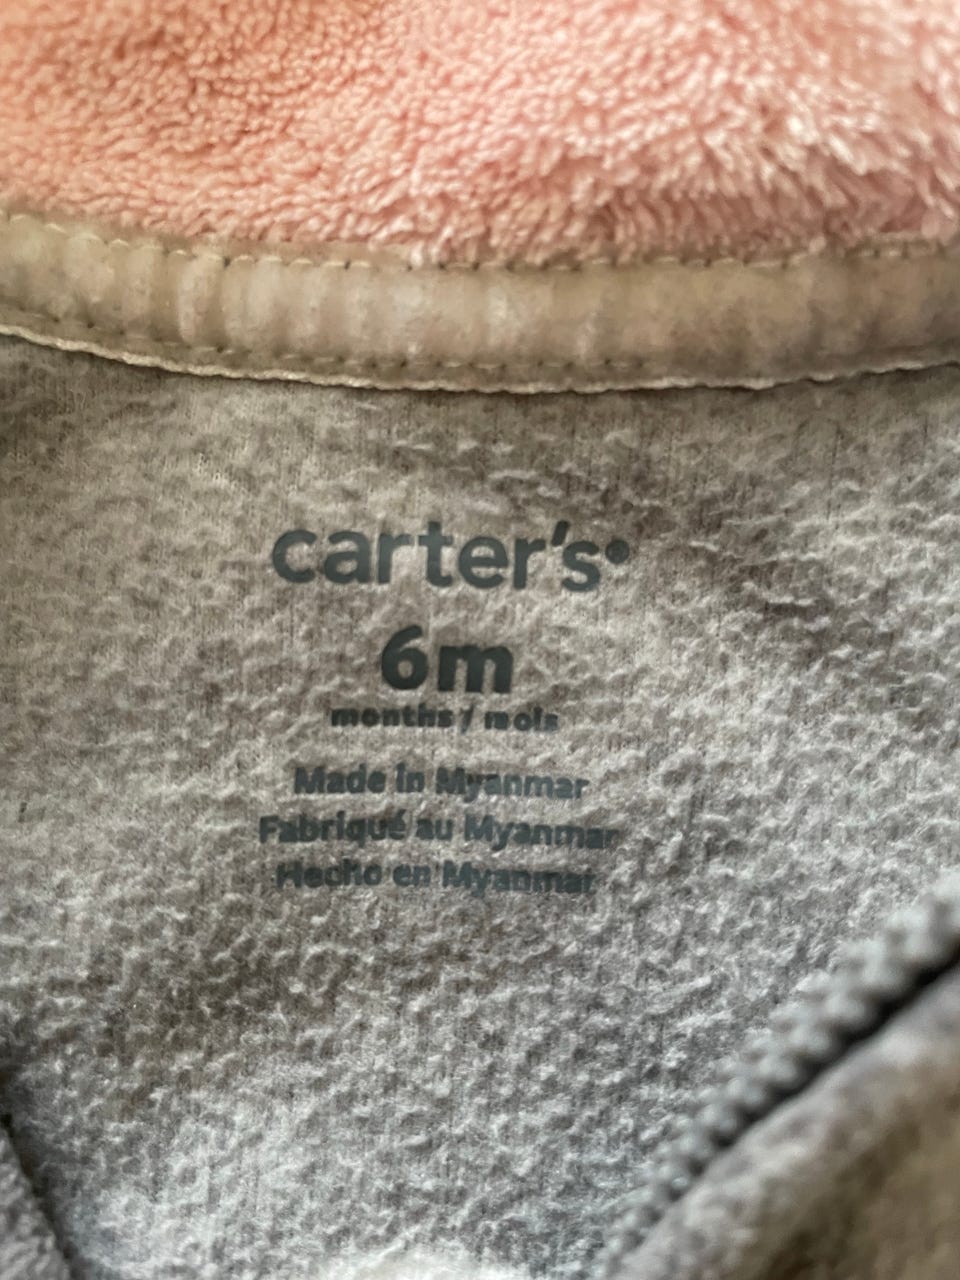 carter's®
6m
months / mois
Made in Myanmar
Fabriqué au Myanmar
Hecho en Myanmar